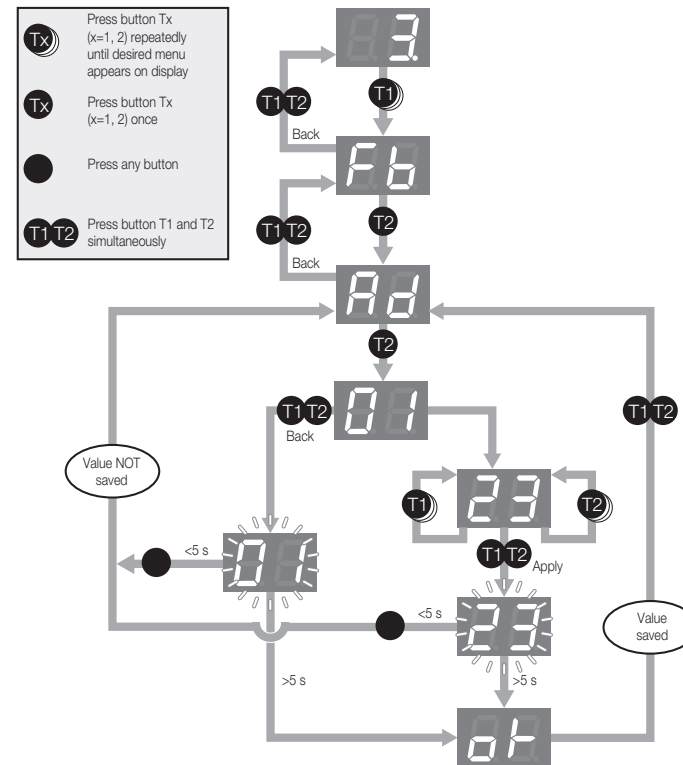 Tx
Press button Tx
(x=1, 2) repeatedly
until desired menu
appears on display
Tx
Press button Tx
(x=1, 2) once
Press any button
T1 T2
Press button T1 and T2
simultaneously
3.
T1 T2
T1
Back
Fb
T1 T2
T2
Back
Ad
T2
01
T1 T2
Back
T1 T2
Value NOT
saved
23
T1
T2
T1 T2
Apply
<5 s
01
<5 s
23
Value
saved
>5 s
>5 s
ok